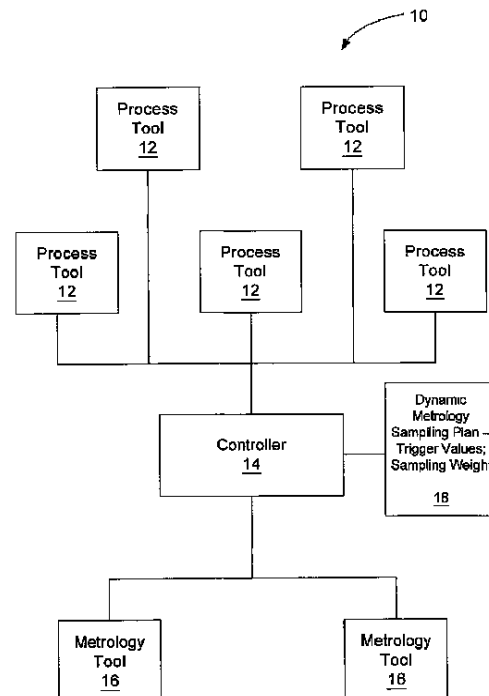 10
Process
Tool
12
Process
Tool
12
Process
Tool
12
Process
Tool
12
Process
Tool
12
Dynamic
Metrology
Sampling Plan –
Trigger Values;
Sampling Weight
18
Controller
14
Metrology
Tool
16
Metrology
Tool
16